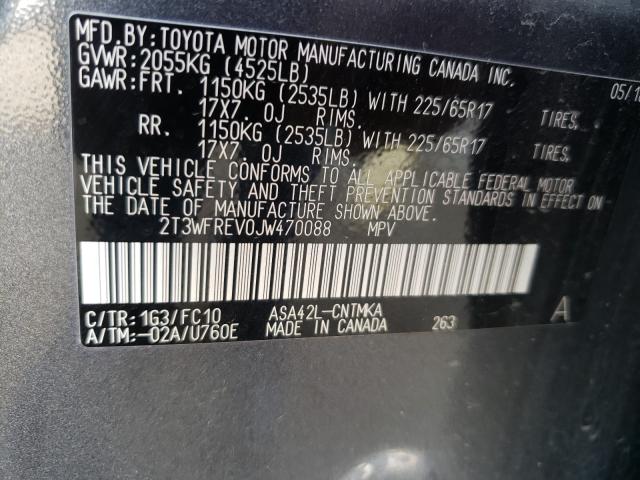 MFD.BY:TOYOTA MOTOR MANUFACTURING CANADA INC.
GVWR:2055KG (4525LB)
GAWR:FRT. 1150KG (2535LB) WITH 225/65R17 TIRES,
17X7.0J RIMS.
RR. 1150KG (2535LB) WITH 225/65R17 TIRES,
17X7.0J RIMS.
THIS VEHICLE CONFORMS TO ALL APPLICABLE FEDERAL MOTOR
VEHICLE SAFETY AND THEFT PREVENTION STANDARDS IN EFFECT ON
THE DATE OF MANUFACTURE SHOWN ABOVE.
2T3WFREV0JW470088 MPV
C/TR:1G3/FC10 ASA42L-CNTMKA
A/TM:-02A/U760E MADE IN CANADA 263 A